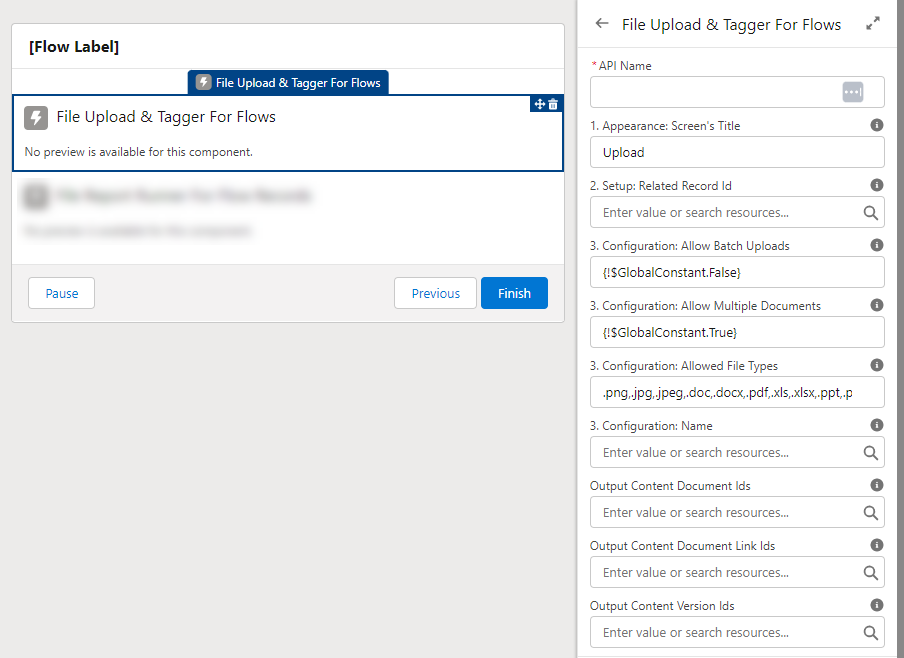 [Flow Label]
File Upload & Tagger For Flows
File Upload & Tagger For Flows
No preview is available for this component.
Pause
Previous
Finish
File Upload & Tagger For Flows
*API Name
1. Appearance: Screen's Title
Upload
2. Setup: Related Record Id
Enter value or search resources...
3. Configuration: Allow Batch Uploads
{!$GlobalConstant.False}
3. Configuration: Allow Multiple Documents
{!$GlobalConstant.True}
3. Configuration: Allowed File Types
.png,.jpg,.jpeg,.doc,.docx,.pdf,.xls,.xlsx,.ppt,.p
3. Configuration: Name
Enter value or search resources...
Output Content Document Ids
Enter value or search resources...
Output Content Document Link Ids
Enter value or search resources...
Output Content Version Ids
Enter value or search resources...